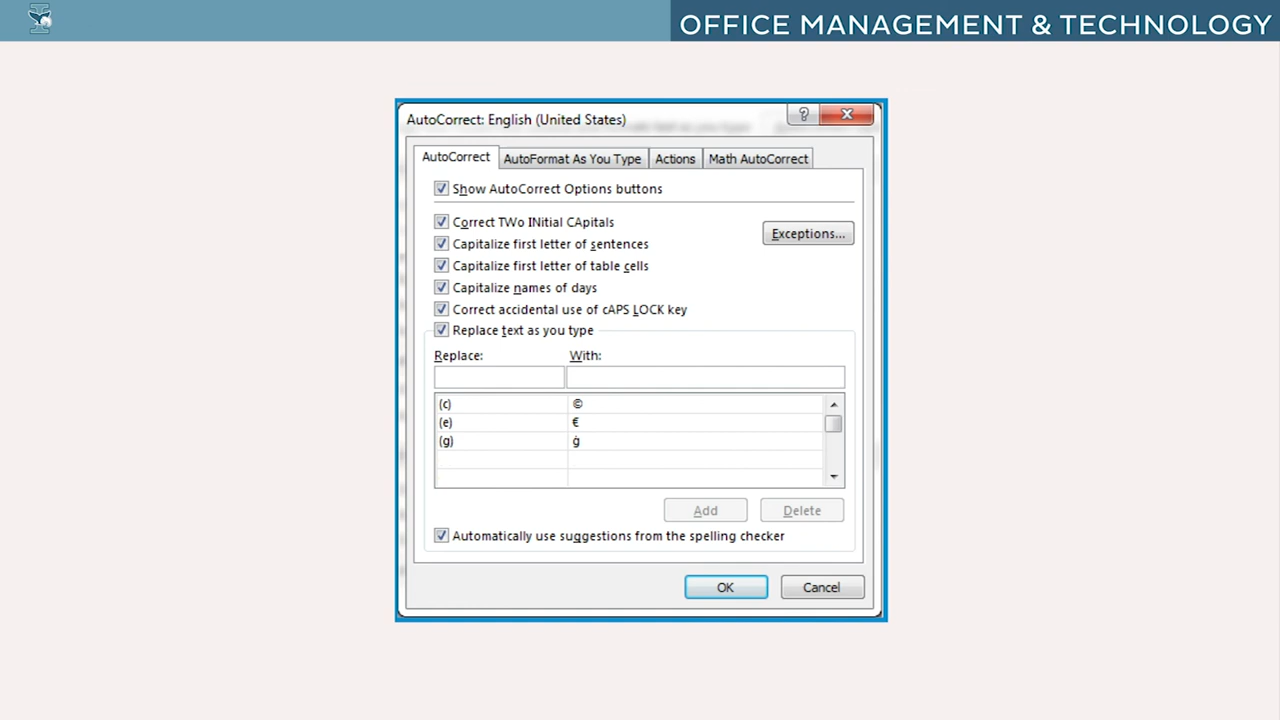 OFFICE MANAGEMENT & TECHNOLOGY
AutoCorrect: English (United States)
?
AutoCorrect AutoFormat As You Type Actions Math AutoCorrect
Show AutoCorrect Options buttons
Correct TWo INitial CApitals
Exceptions...
Capitalize first letter of sentences
Capitalize first letter of table cells
Capitalize names of days
Correct accidental use of cAPS LOCK key
Replace text as you type
Replace: With:
(c) ©
(e) €
(g) ġ
Add Delete
Automatically use suggestions from the spelling checker
OK Cancel